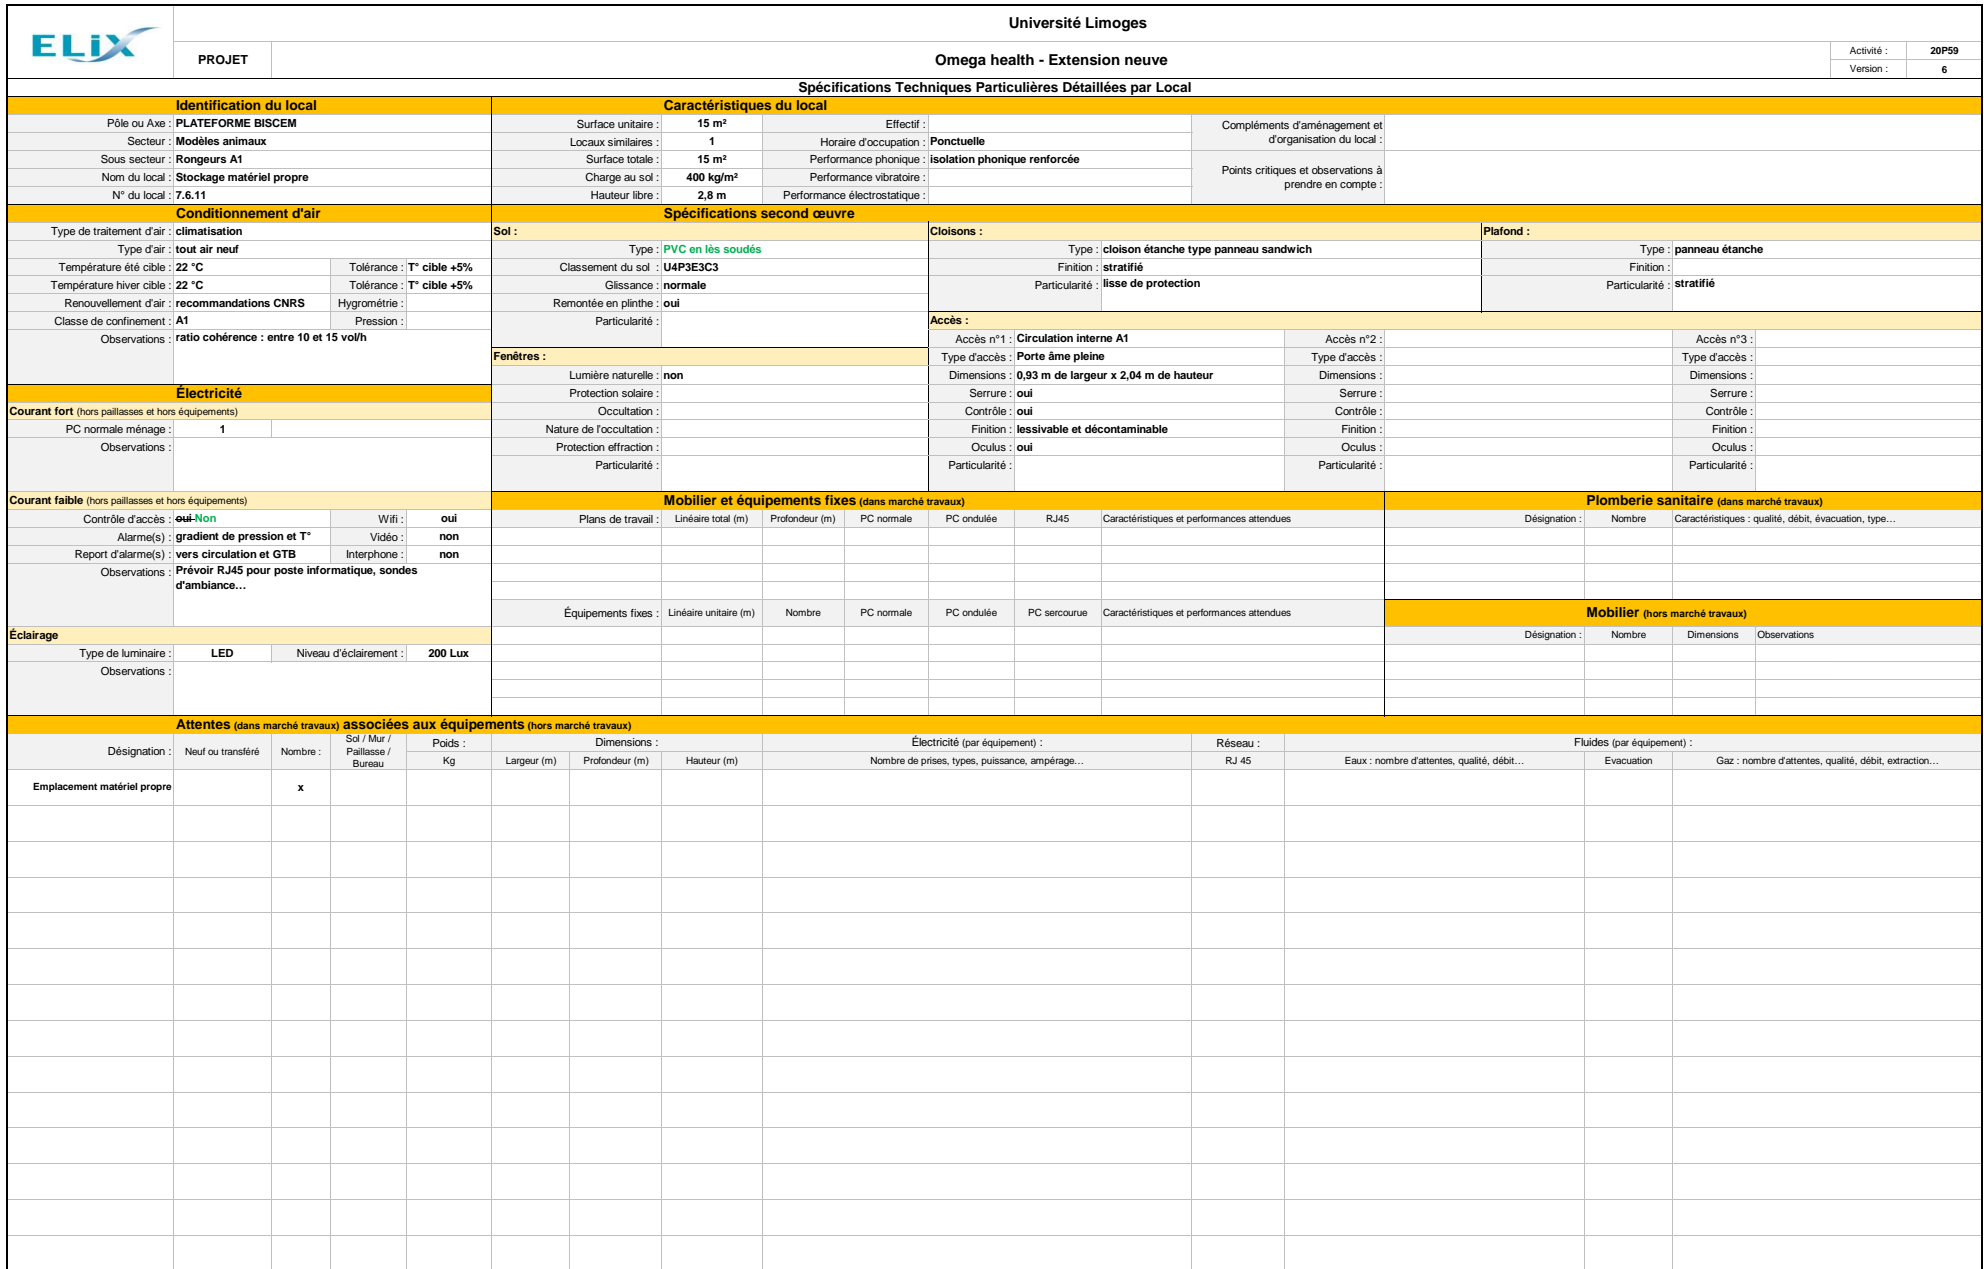 ELiX
Université Limoges
PROJET
Omega health - Extension neuve
Activité : 20P59
Version : 6
Spécifications Techniques Particulières Détaillées par Local
Identification du local
Pôle ou Axe : PLATEFORME BISCEM
Secteur : Modèles animaux
Sous secteur : Rongeurs A1
Nom du local : Stockage matériel propre
N° du local : 7.6.11
Caractéristiques du local
Surface unitaire : 15 m²
Locaux similaires : 1
Surface totale : 15 m²
Charge au sol : 400 kg/m²
Hauteur libre : 2,8 m
Effectif :
Horaire d'occupation : Ponctuelle
Performance phonique : isolation phonique renforcée
Performance vibratoire :
Performance électrostatique :
Compléments d'aménagement et
d'organisation du local :
Points critiques et observations à
prendre en compte :
Conditionnement d'air
Type de traitement d'air : climatisation
Type d'air : tout air neuf
Température été cible : 22 °C Tolérance : T° cible +5%
Température hiver cible : 22 °C Tolérance : T° cible +5%
Renouvellement d'air : recommandations CNRS Hygrométrie :
Classe de confinement : A1 Pression :
Observations : ratio cohérence : entre 10 et 15 vol/h
Spécifications second œuvre
Sol :
Type : PVC en lès soudés
Classement du sol : U4P3E3C3
Glissance : normale
Remontée en plinthe : oui
Particularité :
Cloisons :
Type : cloison étanche type panneau sandwich
Finition : stratifié
Particularité : lisse de protection
Plafond :
Type : panneau étanche
Finition :
Particularité : stratifié
Fenêtres :
Lumière naturelle : non
Protection solaire :
Occultation :
Nature de l'occultation :
Protection effraction :
Particularité :
Accès :
Accès n°1 : Circulation interne A1
Type d'accès : Porte âme pleine
Dimensions : 0,93 m de largeur x 2,04 m de hauteur
Serrure : oui
Contrôle : oui
Finition : lessivable et décontaminable
Oculus : oui
Particularité :
Accès n°2 :
Type d'accès :
Dimensions :
Serrure :
Contrôle :
Finition :
Oculus :
Particularité :
Accès n°3 :
Type d'accès :
Dimensions :
Serrure :
Contrôle :
Finition :
Oculus :
Particularité :
Électricité
Courant fort (hors paillasses et hors équipements)
PC normale ménage : 1
Observations :
Courant faible (hors paillasses et hors équipements)
Contrôle d'accès : oui Non Wifi : oui
Alarme(s) : gradient de pression et T° Vidéo : non
Report d'alarme(s) : vers circulation et GTB Interphone : non
Observations : Prévoir RJ45 pour poste informatique, sondes
d'ambiance…
Éclairage
Type de luminaire : LED Niveau d'éclairement : 200 Lux
Observations :
Mobilier et équipements fixes (dans marché travaux)
Plans de travail : Linéaire total (m) Profondeur (m) PC normale PC ondulée RJ45 Caractéristiques et performances attendues
Équipements fixes : Linéaire unitaire (m) Nombre PC normale PC ondulée PC sercourue Caractéristiques et performances attendues
Plomberie sanitaire (dans marché travaux)
Désignation : Nombre Caractéristiques : qualité, débit, évacuation, type…
Mobilier (hors marché travaux)
Désignation : Nombre Dimensions Observations
Attentes (dans marché travaux) associées aux équipements (hors marché travaux)
Désignation : Neuf ou transféré Nombre :
Sol / Mur /
Paillasse /
Bureau
Poids : Dimensions : Électricité (par équipement) : Réseau : Fluides (par équipement) :
Kg Largeur (m) Profondeur (m) Hauteur (m) Nombre de prises, types, puissance, ampérage… RJ 45 Eaux : nombre d'attentes, qualité, débit… Evacuation Gaz : nombre d'attentes, qualité, débit, extraction…
Emplacement matériel propre x